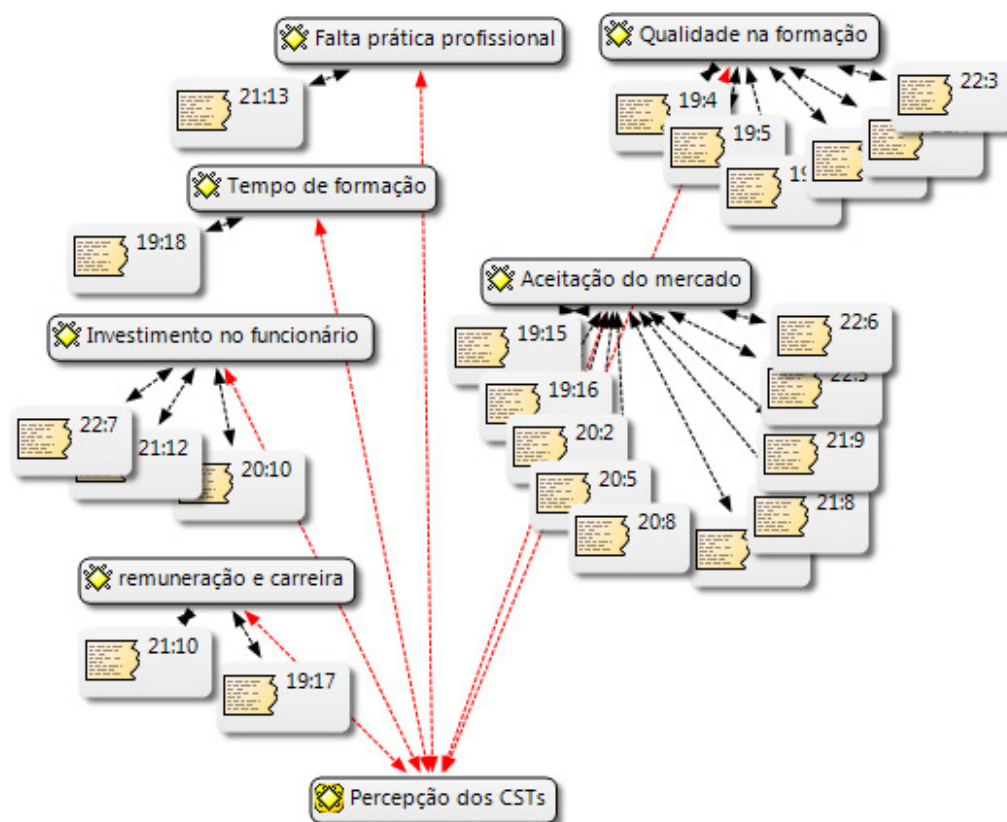 Falta prática profissional
Qualidade na formação
21:13
22:3
19:4
19:5
Tempo de formação
19:18
Aceitação do mercado
Investimento no funcionário
19:15
22:6
19:16
22:7
21:12
20:10
20:2
21:9
20:5
21:8
20:8
remuneração e carreira
21:10
19:17
Percepção dos CSTs